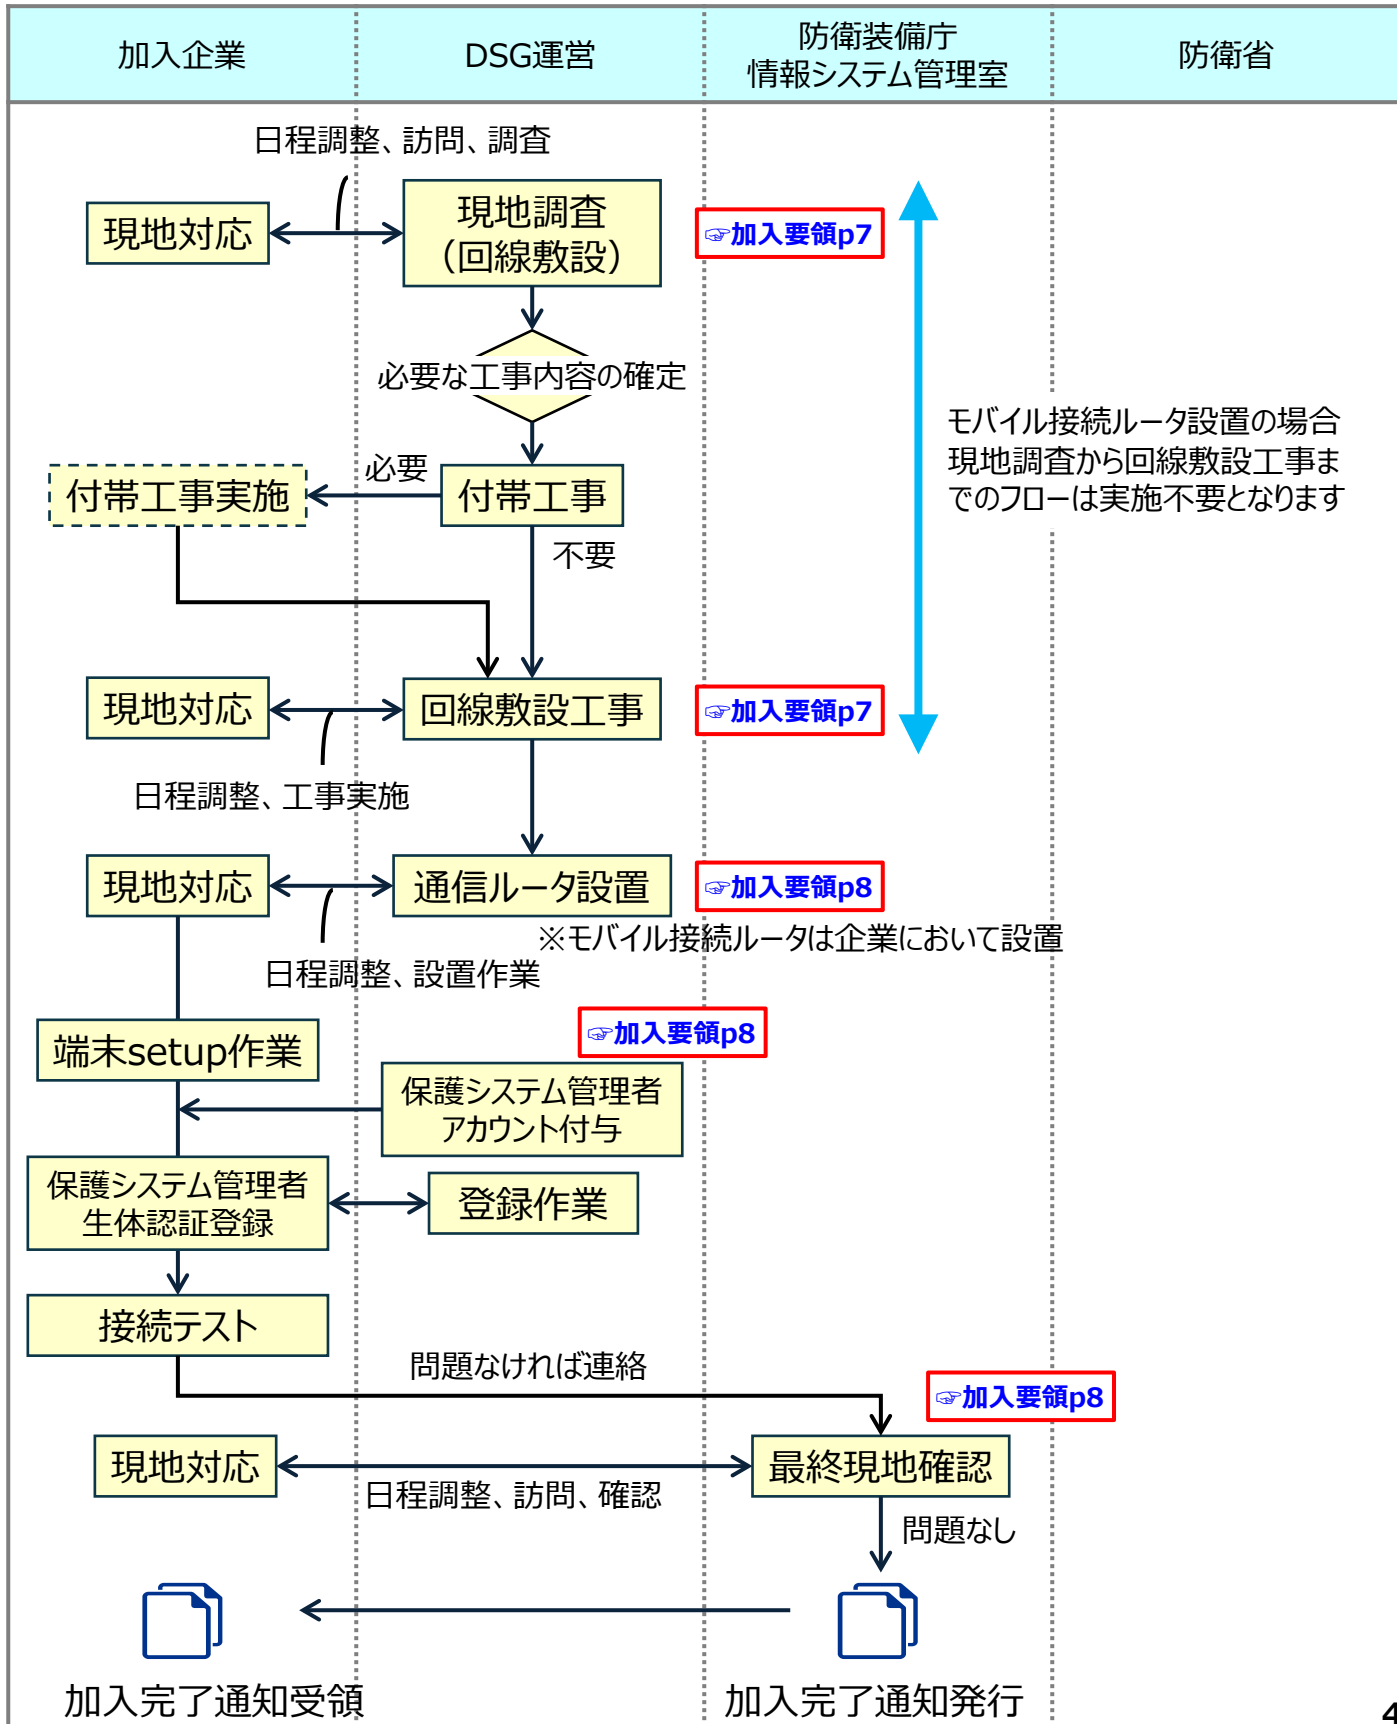 加入企業
DSG運営
防衛装備庁
情報システム管理室
防衛省
日程調整、訪問、調査
現地対応
現地調査
（回線敷設）
☞加入要領p7
必要な工事内容の確定
モバイル接続ルータ設置の場合
現地調査から回線敷設工事ま
でのフローは実施不要となります
付帯工事実施
必要
付帯工事
不要
現地対応
回線敷設工事
☞加入要領p7
日程調整、工事実施
現地対応
通信ルータ設置
☞加入要領p8
※モバイル接続ルータは企業において設置
日程調整、設置作業
端末setup作業
☞加入要領p8
保護システム管理者
アカウント付与
保護システム管理者
生体認証登録
登録作業
接続テスト
問題なければ連絡
☞加入要領p8
現地対応
最終現地確認
日程調整、訪問、確認
問題なし
加入完了通知受領
加入完了通知発行
4